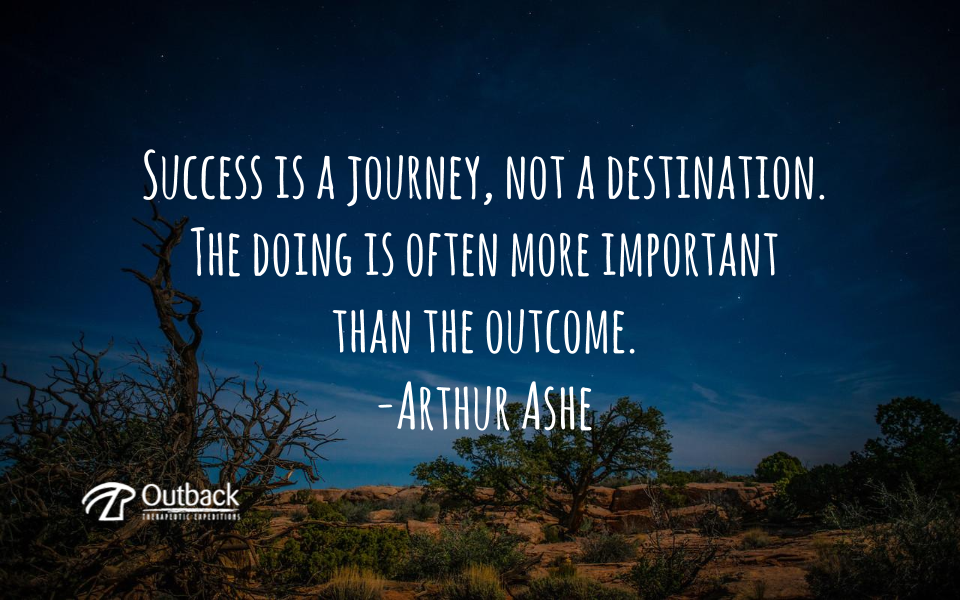 Success is a journey, not a destination.
The doing is often more important
than the outcome.
-Arthur Ashe
Outback
THERAPEUTIC EXPEDITIONS